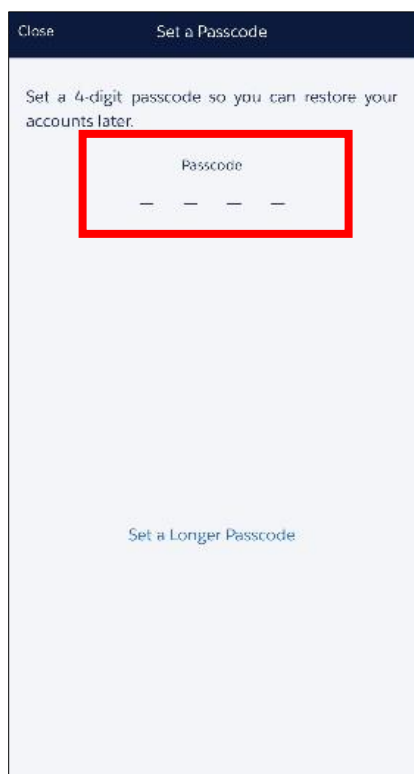 Close Set a Passcode
Set a 4-digit passcode so you can restore your
accounts later.
Passcode
Set a Longer Passcode